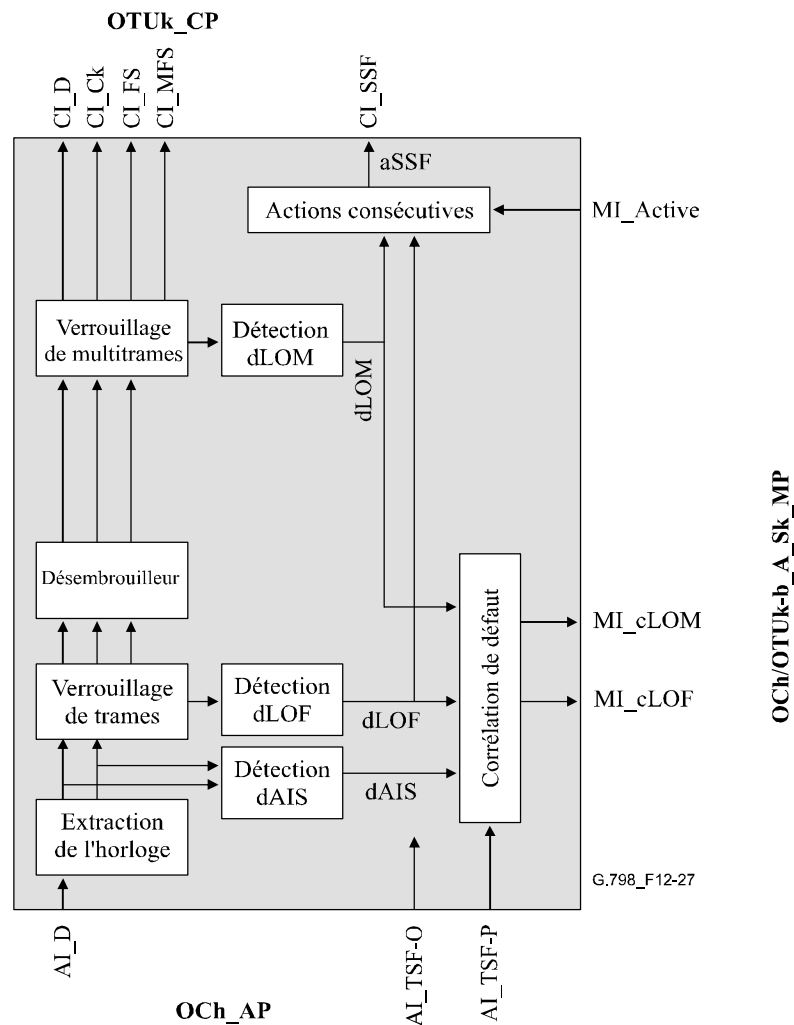 OTUk_CP
CI_D
CI_Ck
CI_FS
CI_MFS
CI_SSF
aSSF
Actions consécutives
MI_Active
Verrouillage
de multitrames
Détection
dLOM
dLOM
Désembrouilleur
Verrouillage
de trames
Détection
dLOF
dLOF
Détection
dAIS
dAIS
Extraction
de l'horloge
Corrélation de défaut
MI_cLOM
MI_cLOF
OCh/OTUk-b_A_Sk_MP
G.798_F12-27
AI_D
AI_TSF-O
AI_TSF-P
OCh_AP